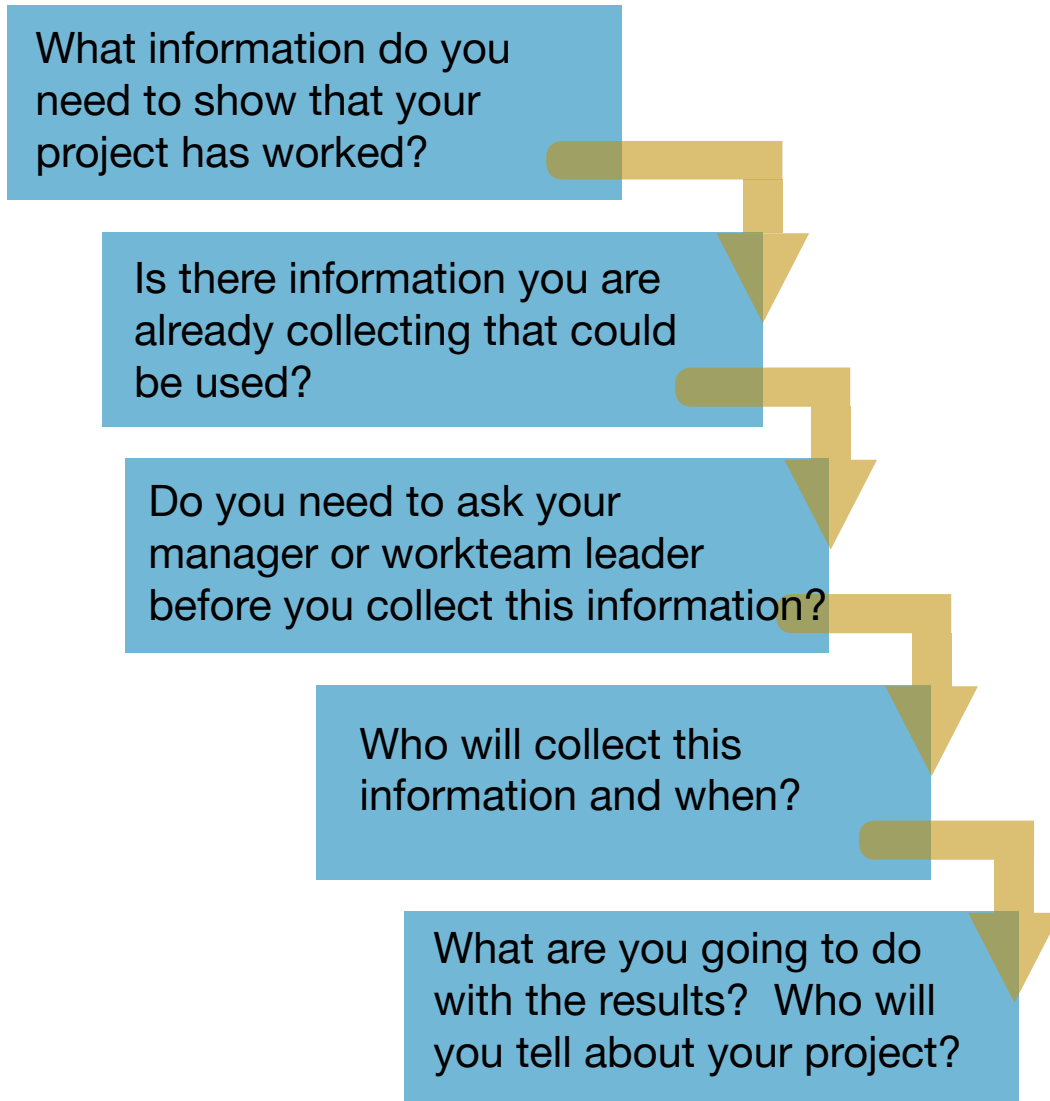 What information do you
need to show that your
project has worked?
Is there information you are
already collecting that could
be used?
Do you need to ask your
manager or workteam leader
before you collect this information?
Who will collect this
information and when?
What are you going to do
with the results?  Who will
you tell about your project?